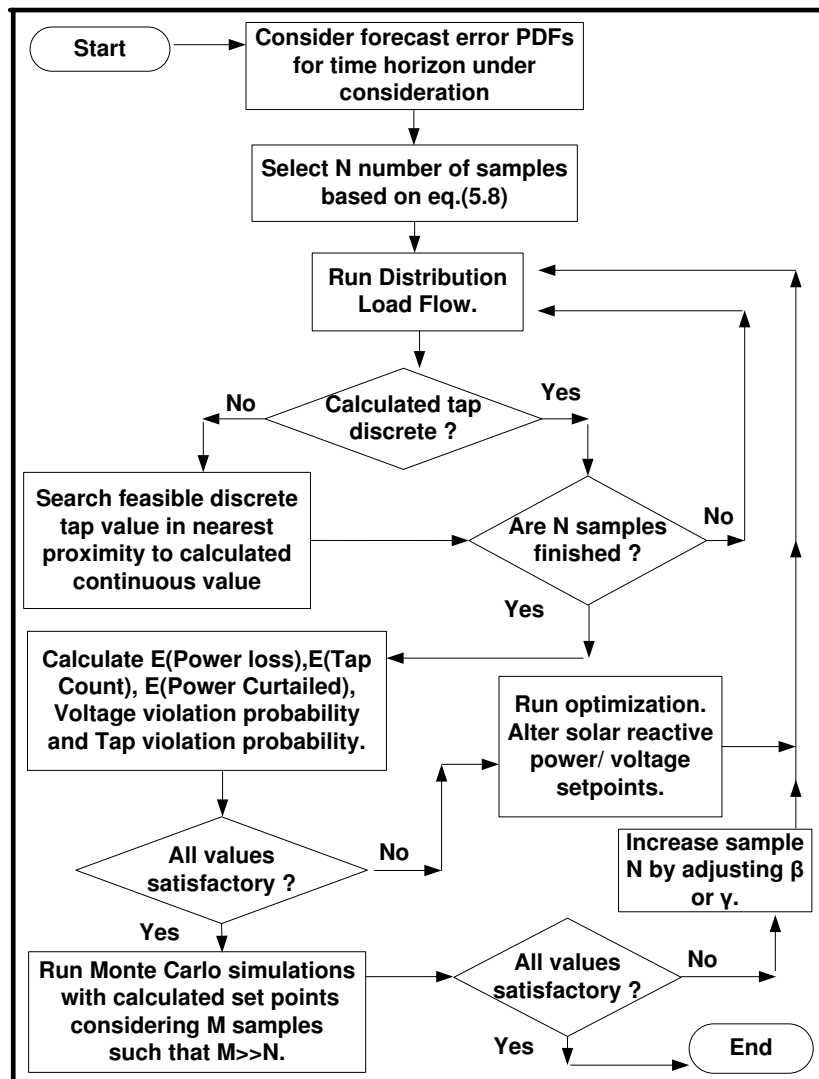 Start
Consider forecast error PDFs
for time horizon under
consideration
Select N number of samples
based on eq.(5.8)
Run Distribution
Load Flow.
No
Calculated tap
discrete ?
Yes
Search feasible discrete
tap value in nearest
proximity to calculated
continuous value
Are N samples
finished ?
No
Yes
Calculate E(Power loss),E(Tap
Count), E(Power Curtailed),
Voltage violation probability
and Tap violation probability.
Run optimization.
Alter solar reactive
power/ voltage
setpoints.
All values
satisfactory ?
No
Yes
Increase sample
N by adjusting β
or γ.
Run Monte Carlo simulations
with calculated set points
considering M samples
such that M>>N.
All values
satisfactory ?
No
Yes
End